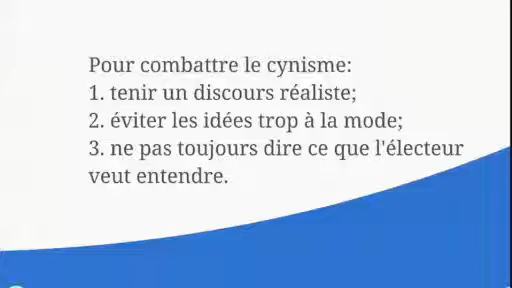 Pour combattre le cynisme:
1. tenir un discours réaliste;
2. éviter les idées trop à la mode;
3. ne pas toujours dire ce que l'électeur
veut entendre.